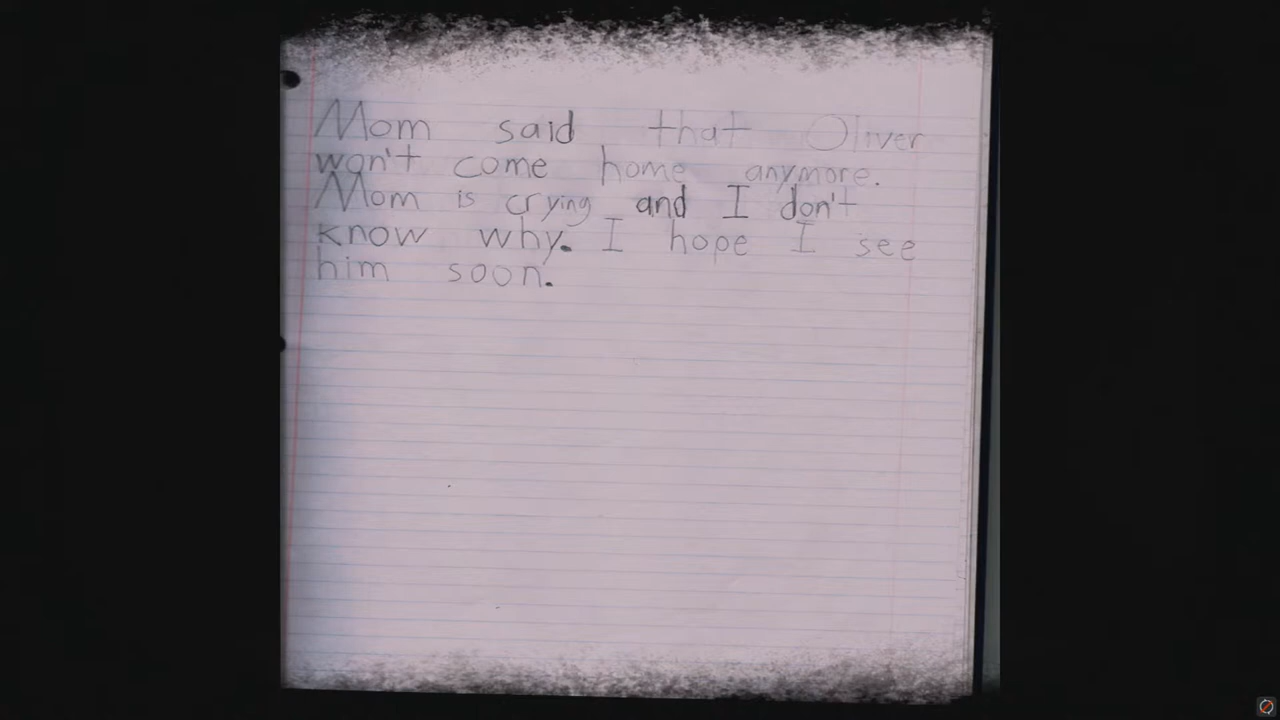 Mom said that Oliver
won't come home anymore.
Mom is crying and I don't
know why. I hope I see
him soon.